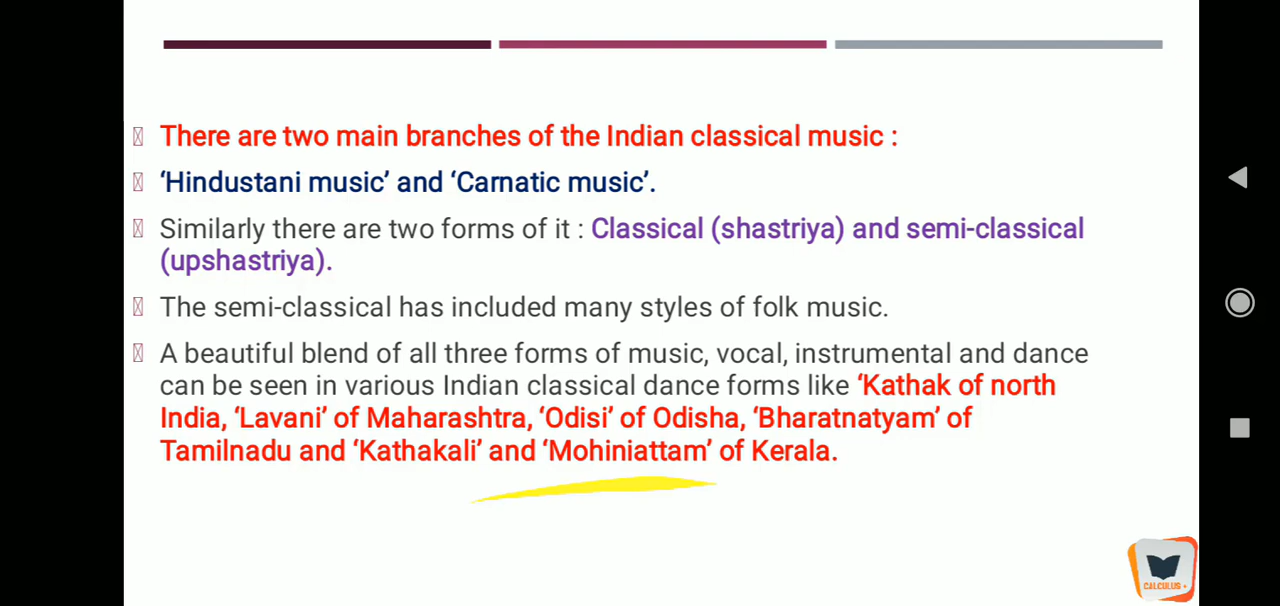 There are two main branches of the Indian classical music :
‘Hindustani music’ and ‘Carnatic music’.
Similarly there are two forms of it : Classical (shastriya) and semi-classical
(upshastriya).
The semi-classical has included many styles of folk music.
A beautiful blend of all three forms of music, vocal, instrumental and dance
can be seen in various Indian classical dance forms like ‘Kathak of north
India, ‘Lavani’ of Maharashtra, ‘Odisi’ of Odisha, ‘Bharatnatyam’ of
Tamilnadu and ‘Kathakali’ and ‘Mohiniattam’ of Kerala.
CALCULUS +